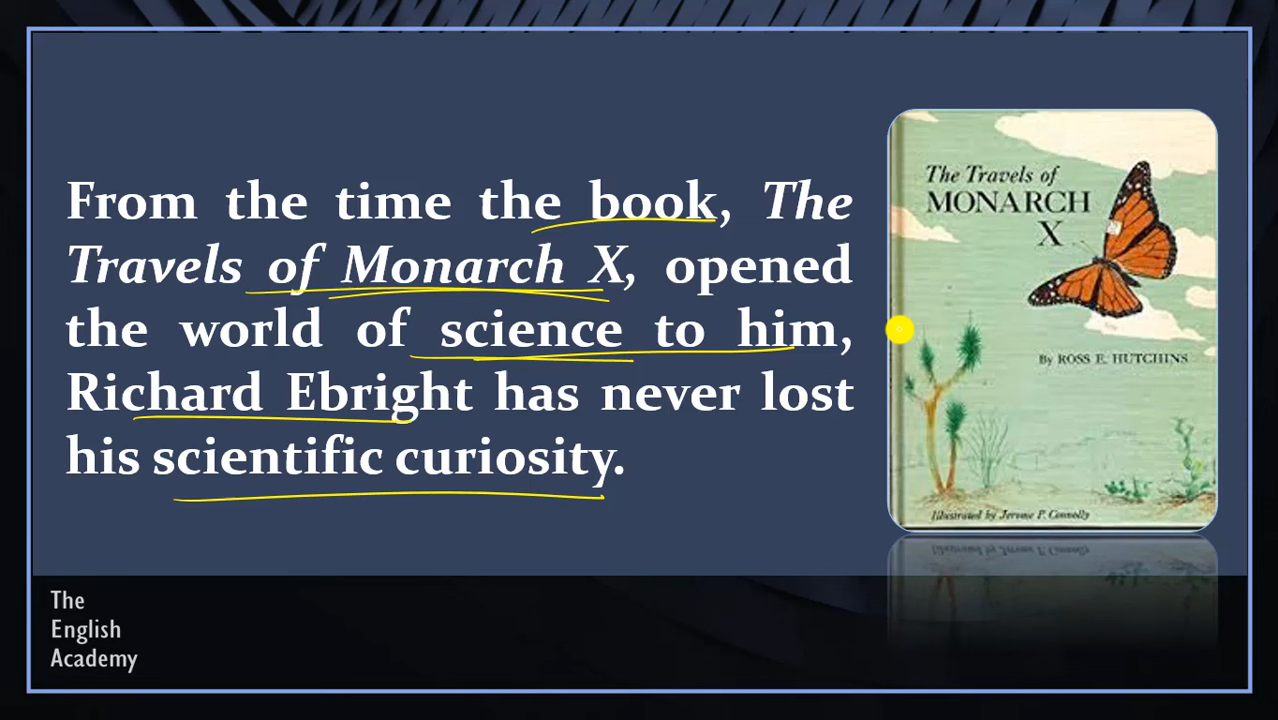 From the time the book, The
Travels of Monarch X, opened
the world of science to him,
Richard Ebright has never lost
his scientific curiosity.
The Travels of
MONARCH
X
By ROSS E. HUTCHINS
Illustrated by Jerome P. Connolly
The
English
Academy